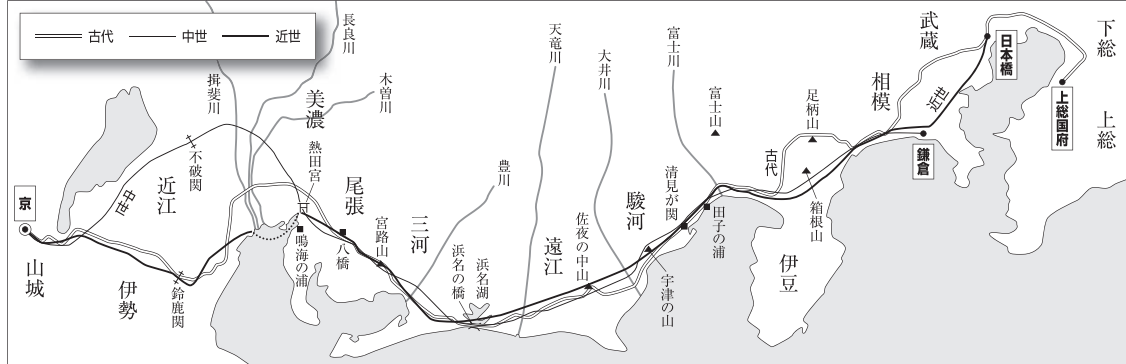 古代
中世
近世
長良川
揖斐川
木曽川
美濃
熱田宮
不破関
近江
中世
京
山城
伊勢
鈴鹿関
尾張
鳴海の浦
八橋
宮路山
三河
豊川
浜名の橋
浜名湖
天竜川
遠江
佐夜の中山
大井川
駿河
宇津の山
清見が関
富士川
田子の浦
富士山
古代
足柄山
箱根山
伊豆
相模
鎌倉
近世
武蔵
日本橋
下総
上総
上総国府